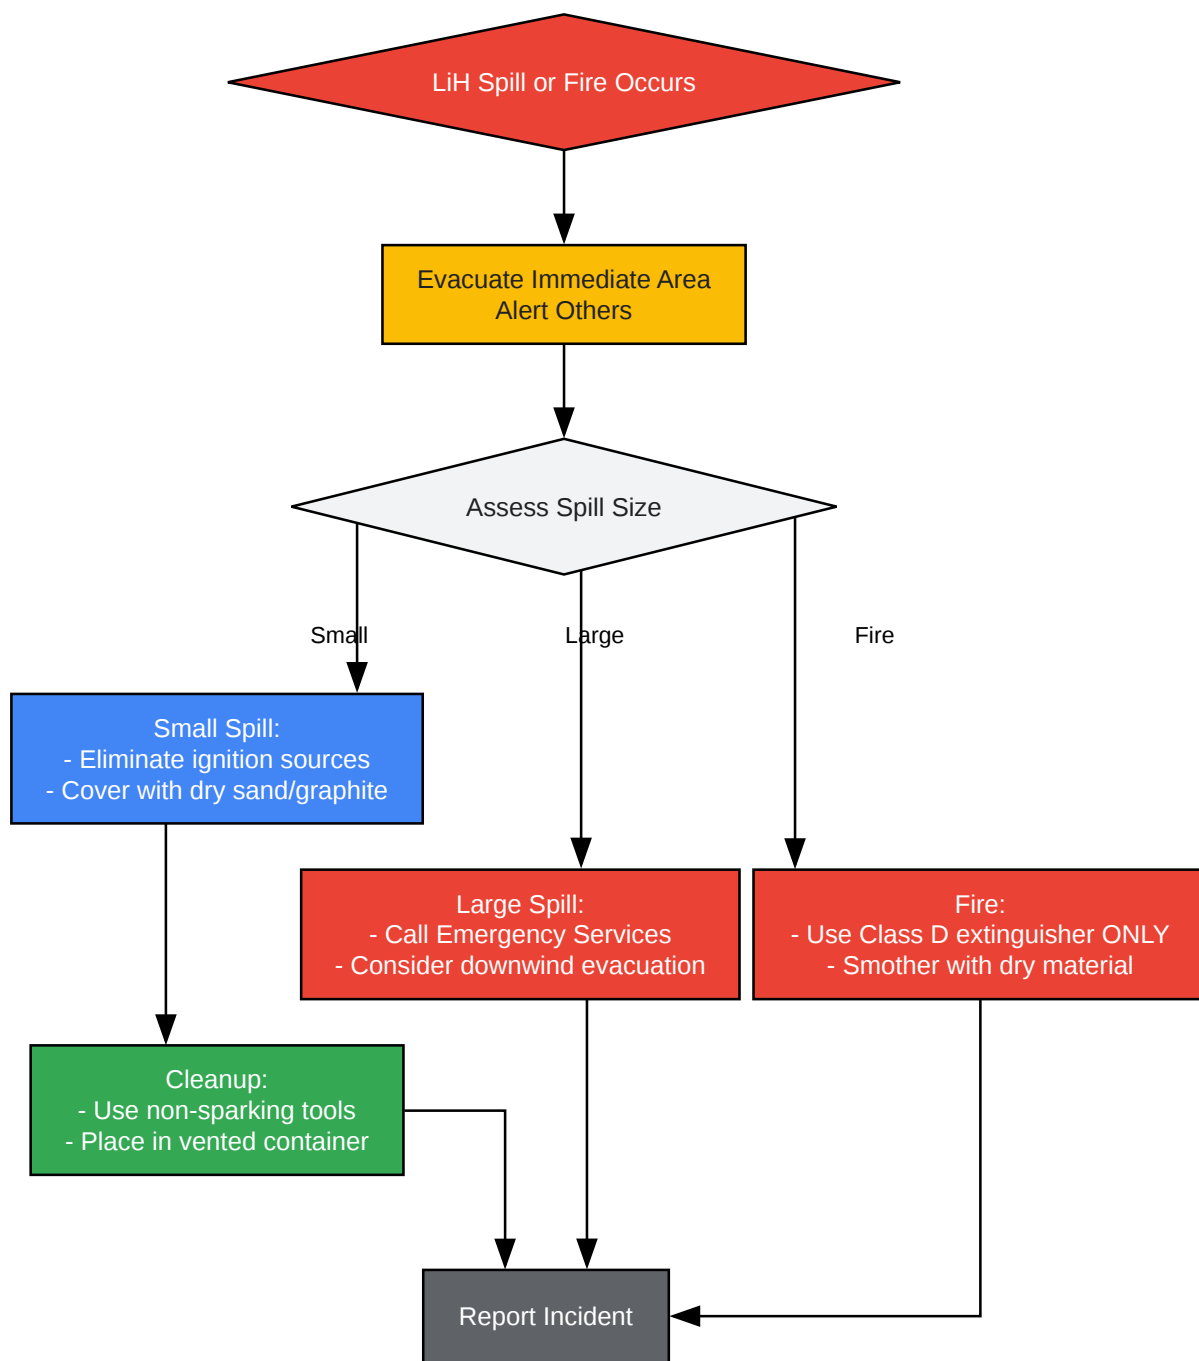 LiH Spill or Fire Occurs
Evacuate Immediate Area
Alert Others
Assess Spill Size
Small
Large
Fire
Small Spill:
- Eliminate ignition sources
- Cover with dry sand/graphite
Large Spill:
- Call Emergency Services
- Consider downwind evacuation
Fire:
- Use Class D extinguisher ONLY
- Smother with dry material
Cleanup:
- Use non-sparking tools
- Place in vented container
Report Incident